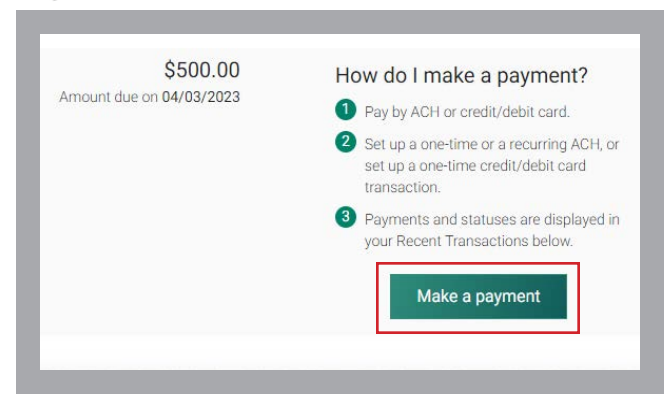 $500.00
Amount due on 04/03/2023
How do I make a payment?
1 Pay by ACH or credit/debit card.
2 Set up a one-time or a recurring ACH, or
set up a one-time credit/debit card
transaction.
3 Payments and statuses are displayed in
your Recent Transactions below.
Make a payment